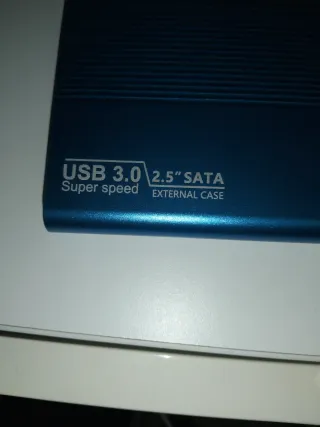 USB 3.0
Super speed
2.5" SATA
EXTERNAL CASE